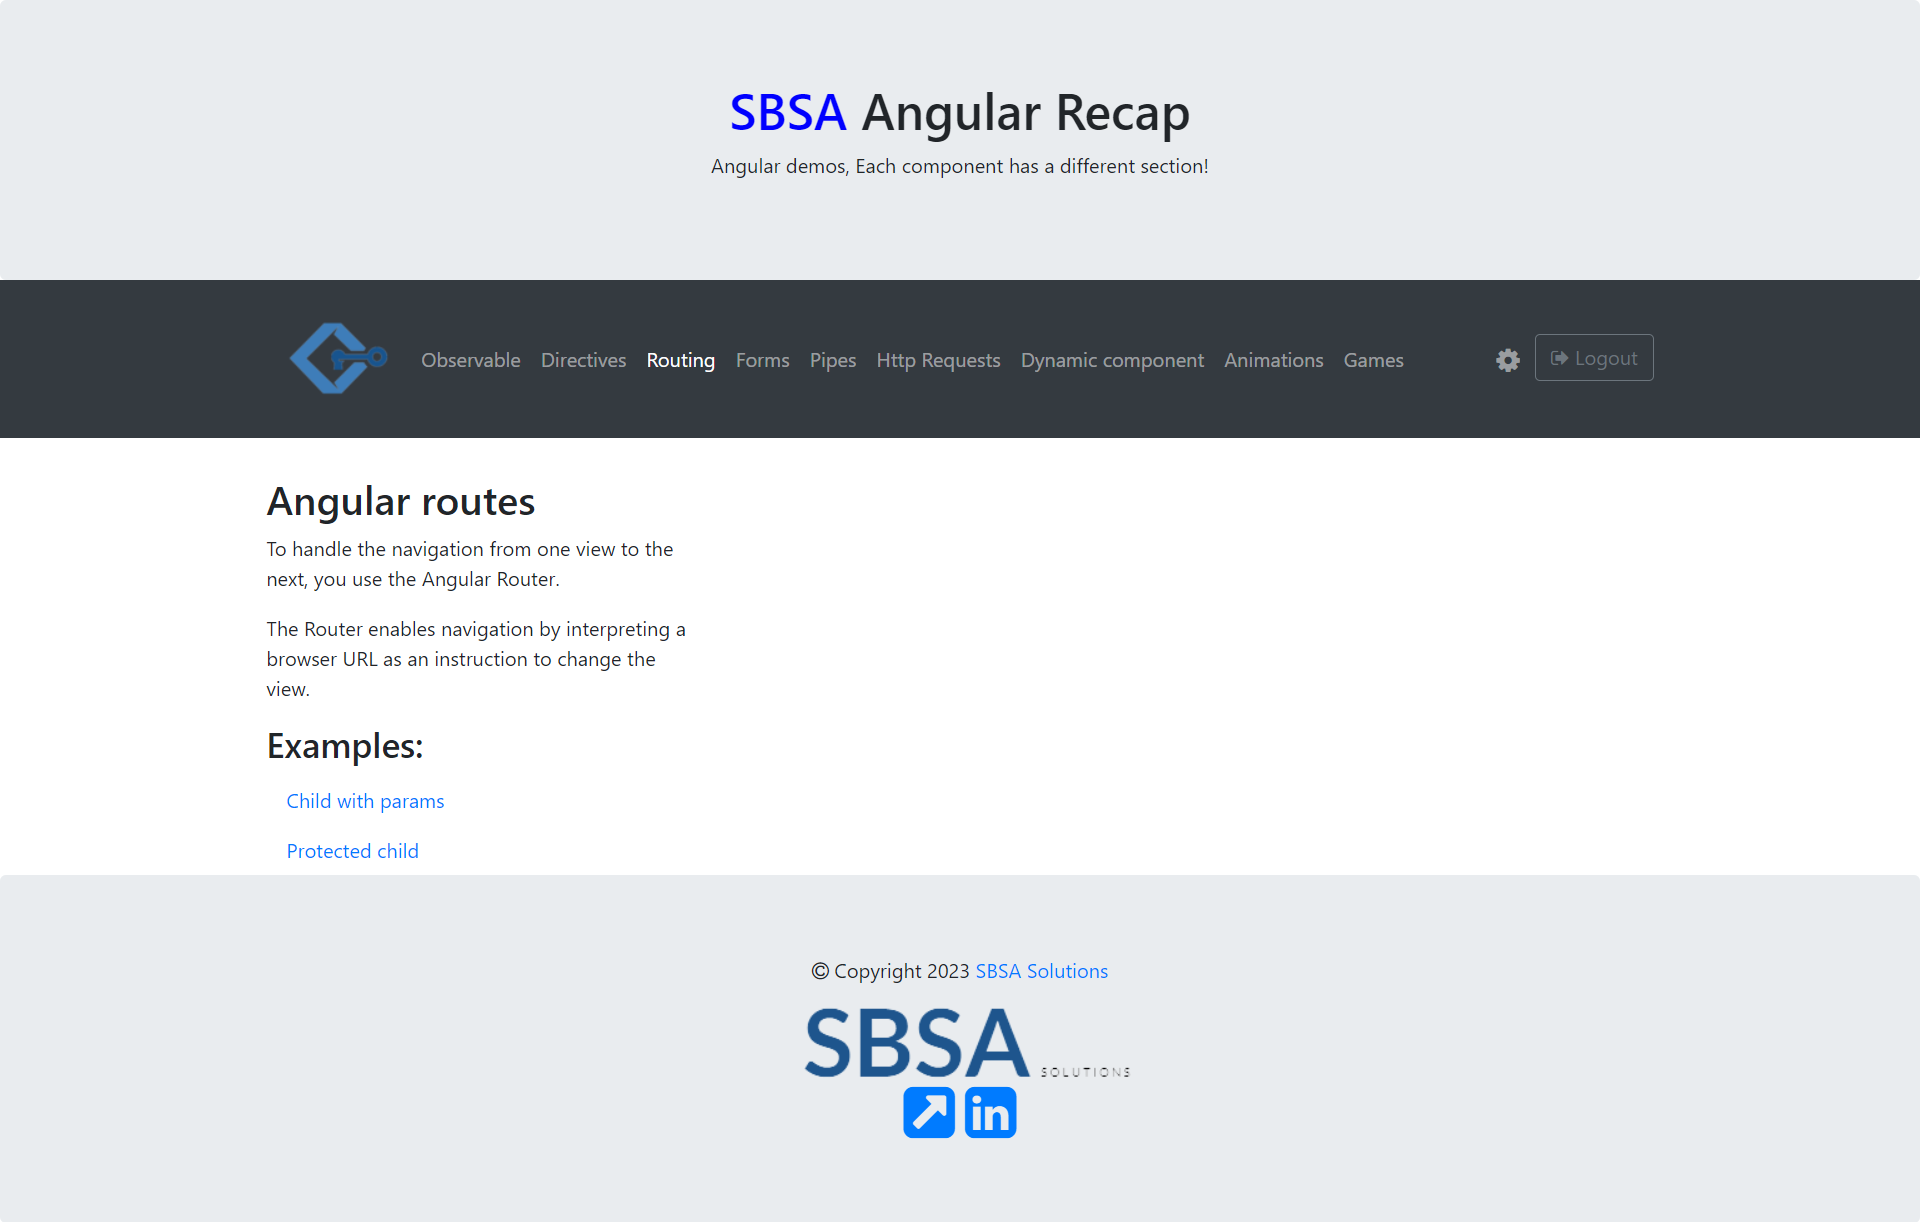 SBSA Angular Recap
Angular demos, Each component has a different section!
Observable Directives Routing Forms Pipes Http Requests Dynamic component Animations Games Logout
Angular routes
To handle the navigation from one view to the
next, you use the Angular Router.
The Router enables navigation by interpreting a
browser URL as an instruction to change the
view.
Examples:
Child with params
Protected child
© Copyright 2023 SBSA Solutions
SBSA SOLUTIONS
in